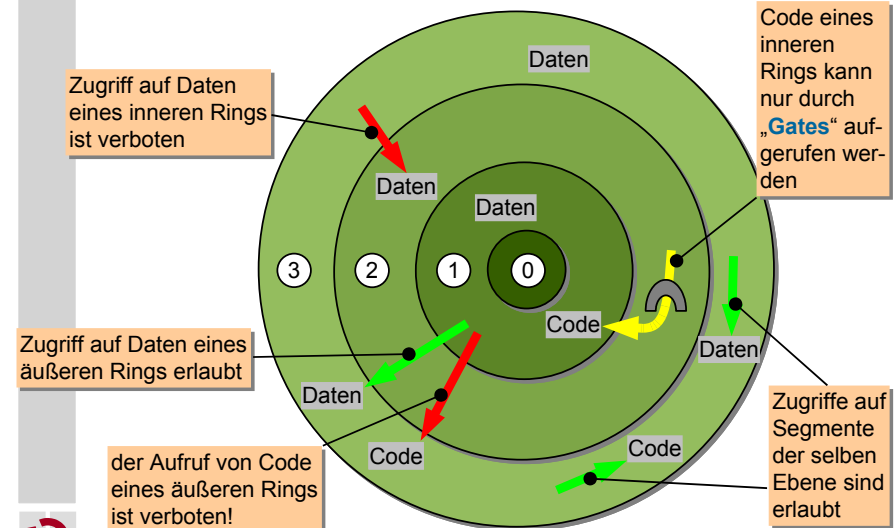 Code eines
inneren
Rings kann
nur durch
„Gates“ auf-
gerufen wer-
den
Daten
Zugriff auf Daten
eines inneren Rings
ist verboten
Daten
Daten
3
2
1
0
Code
Zugriff auf Daten eines
äußeren Rings erlaubt
Daten
Daten
Code
Code
Zugriffe auf
Segmente
der selben
Ebene sind
erlaubt
der Aufruf von Code
eines äußeren Rings
ist verboten!